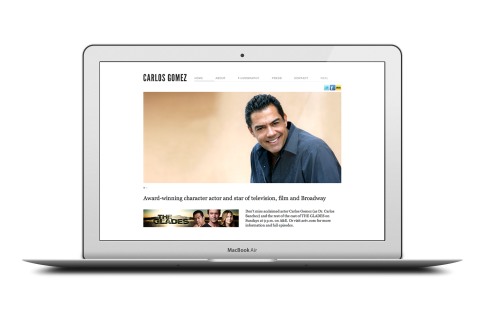 CARLOS GOMEZ
HOME ABOUT PRESS CONTACT
Award-winning character actor and star of television, film and Broadway
THE GLADES
Don't miss acclaimed actor Carlos Gomez (as Dr. Carlos
Sanchez) and the rest of the cast of THE GLADES on
Sundays at 9 p.m. on A&E. Or visit aetv.com for more
information and full episodes.
MacBook Air